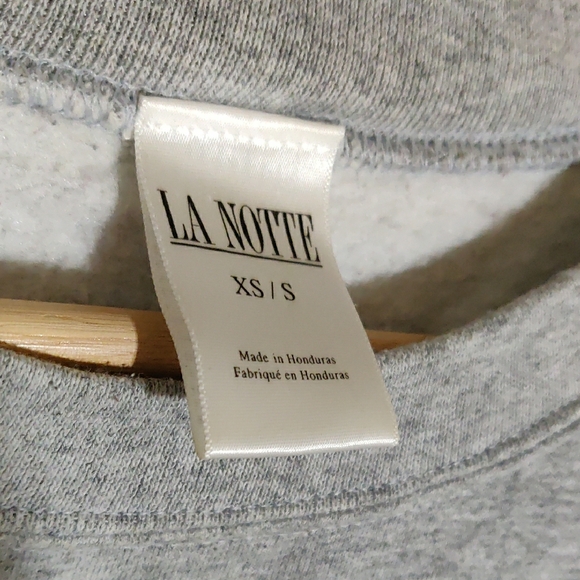 LA NOTTE
XS / S
Made in Honduras
Fabriqué en Honduras